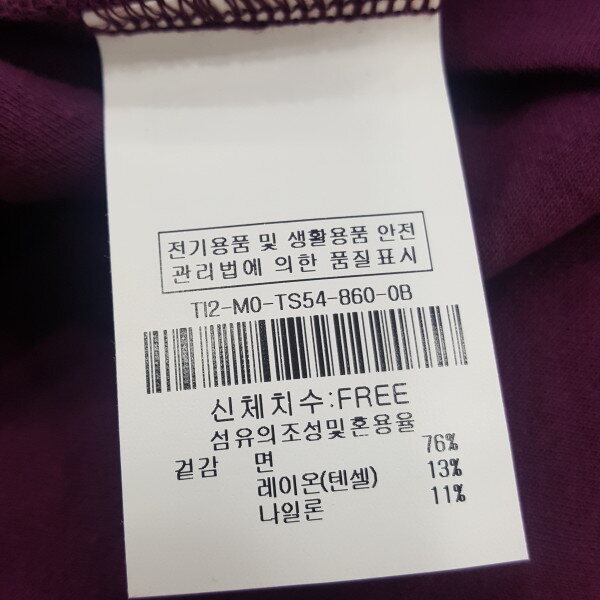 전기용품 및 생활용품 안전
관리법에 의한 품질표시
TI2-M0-TS54-860-0B
신체치수:FREE
섬유의조성및혼용율
겉감 면 76%
레이온(텐셀) 13%
나일론 11%